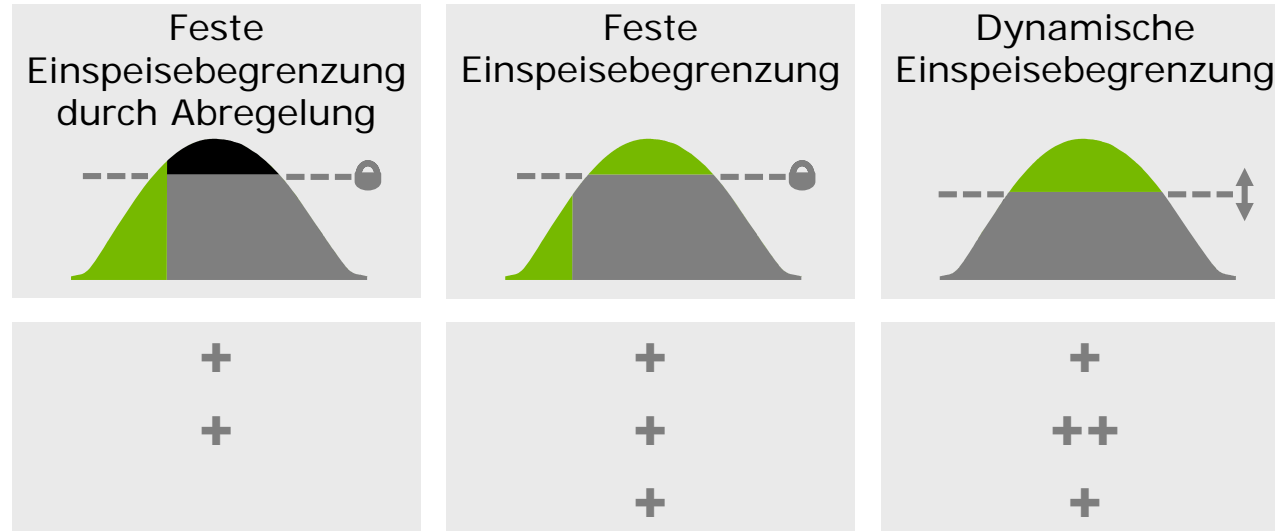 Feste
Einspeisebegrenzung
durch Abregelung
Feste
Einspeisebegrenzung
Dynamische
Einspeisebegrenzung
+
+
+
+
+
+
++
+